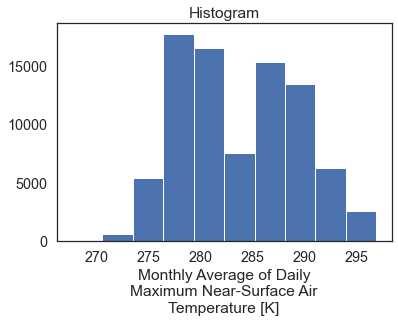 Histogram
15000
10000
5000
0
270 275 280 285 290 295
Monthly Average of Daily
Maximum Near-Surface Air
Temperature [K]